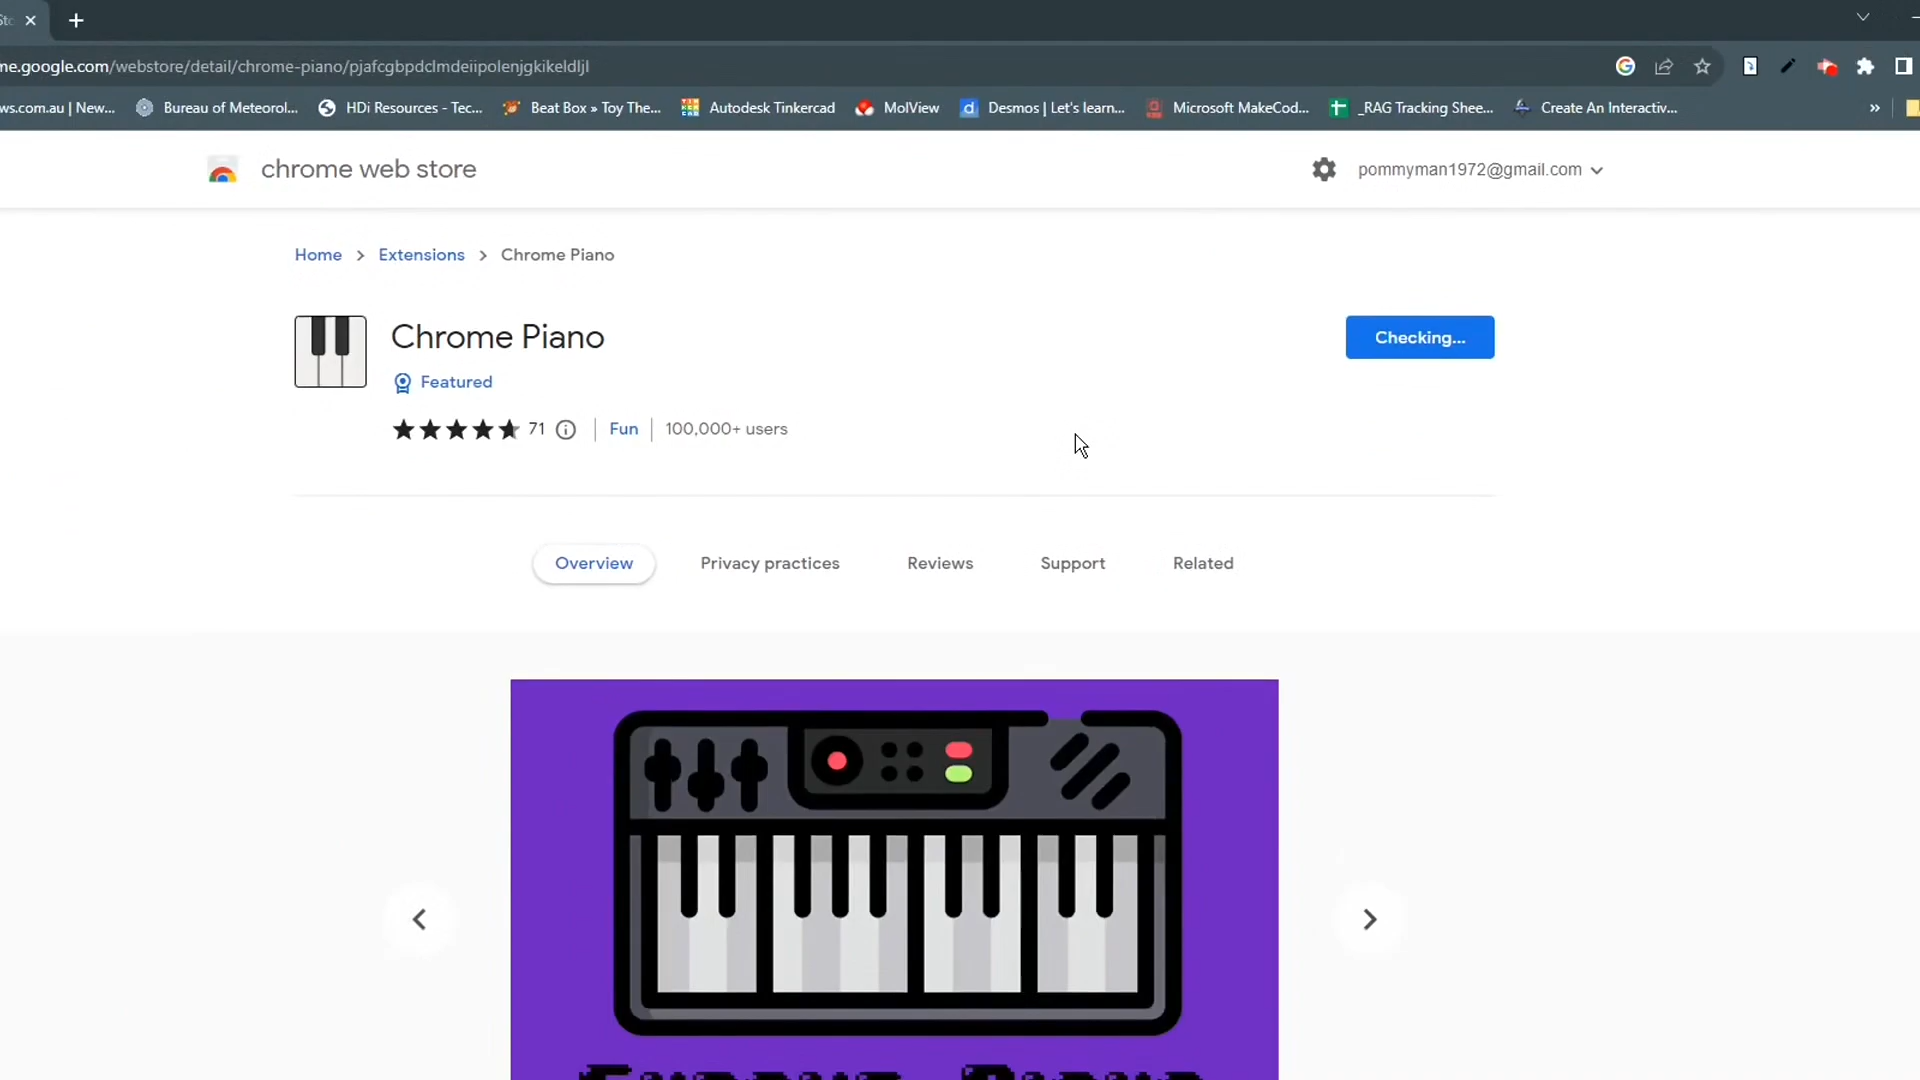 me.google.com/webstore/detail/chrome-piano/pjafcgbpdclmdeiipolenjgkikeldljl
ws.com.au | New... Bureau of Meteorol... HDi Resources - Tec... Beat Box » Toy The... Autodesk Tinkercad MolView Desmos | Let's learn... Microsoft MakeCod... _RAG Tracking Shee... Create An Interactiv... »
chrome web store pommyman1972@gmail.com
Home > Extensions > Chrome Piano
Chrome Piano Checking...
Featured
71 Fun 100,000+ users
Overview Privacy practices Reviews Support Related